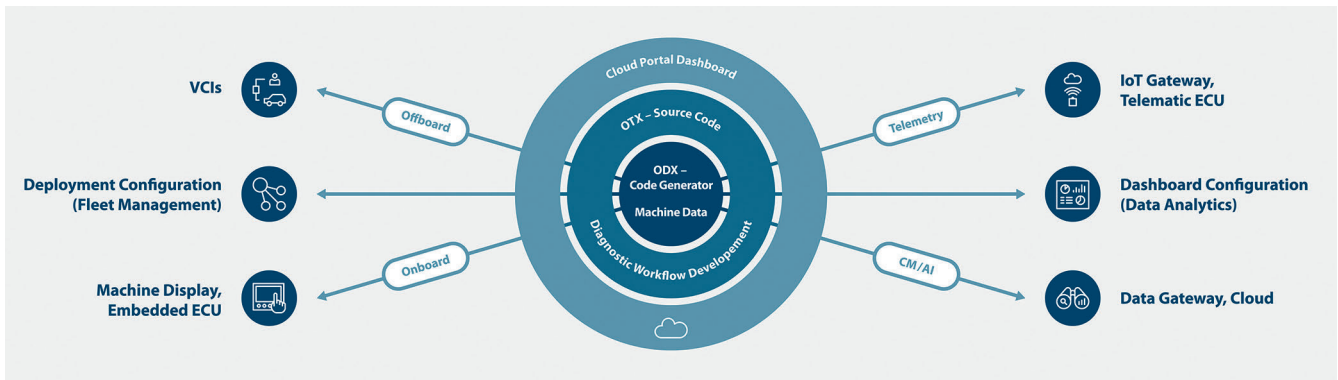 VCIs
Offboard
Deployment Configuration
(Fleet Management)
Machine Display,
Embedded ECU
Onboard
Cloud Portal Dashboard
OTX – Source Code
ODX –
Code Generator
Machine Data
Diagnostic Workflow Developement
Telemetry
IoT Gateway,
Telematic ECU
Dashboard Configuration
(Data Analytics)
CM/AI
Data Gateway, Cloud